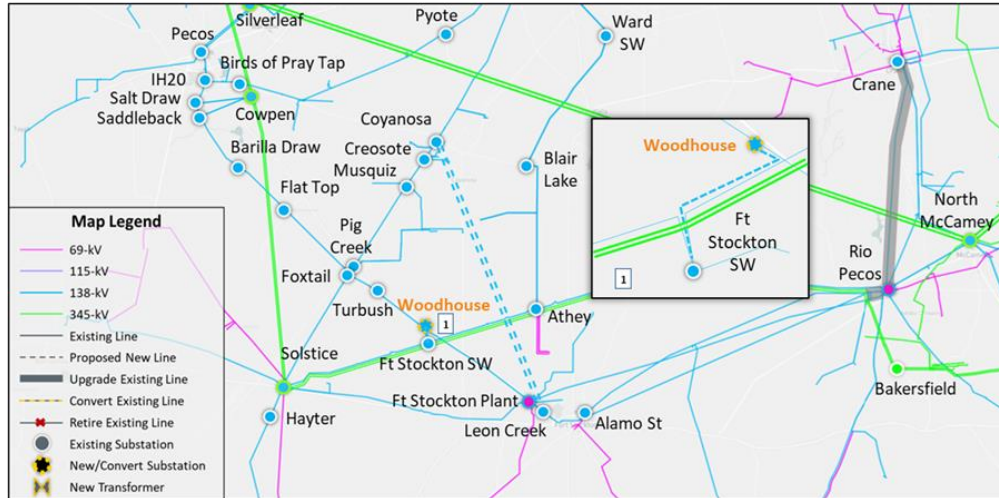 Silverleaf
Pyote
Ward
SW
Pecos
IH20
Birds of Pray Tap
Salt Draw
Saddleback
Cowpen
Crane
Coyanosa
Creosote
Musquiz
Barilla Draw
Blair
Lake
Flat Top
Pig
Creek
Foxtail
Turbush
Woodhouse
1
Athey
Ft Stockton SW
Solstice
Hayter
Ft Stockton Plant
Leon Creek
Alamo St
North
McCamey
Rio
Pecos
Bakersfield
Woodhouse
Ft
Stockton
SW
1
Map Legend
69-kV
115-kV
138-kV
345-kV
Existing Line
Proposed New Line
Upgrade Existing Line
Convert Existing Line
Retire Existing Line
Existing Substation
New/Convert Substation
New Transformer